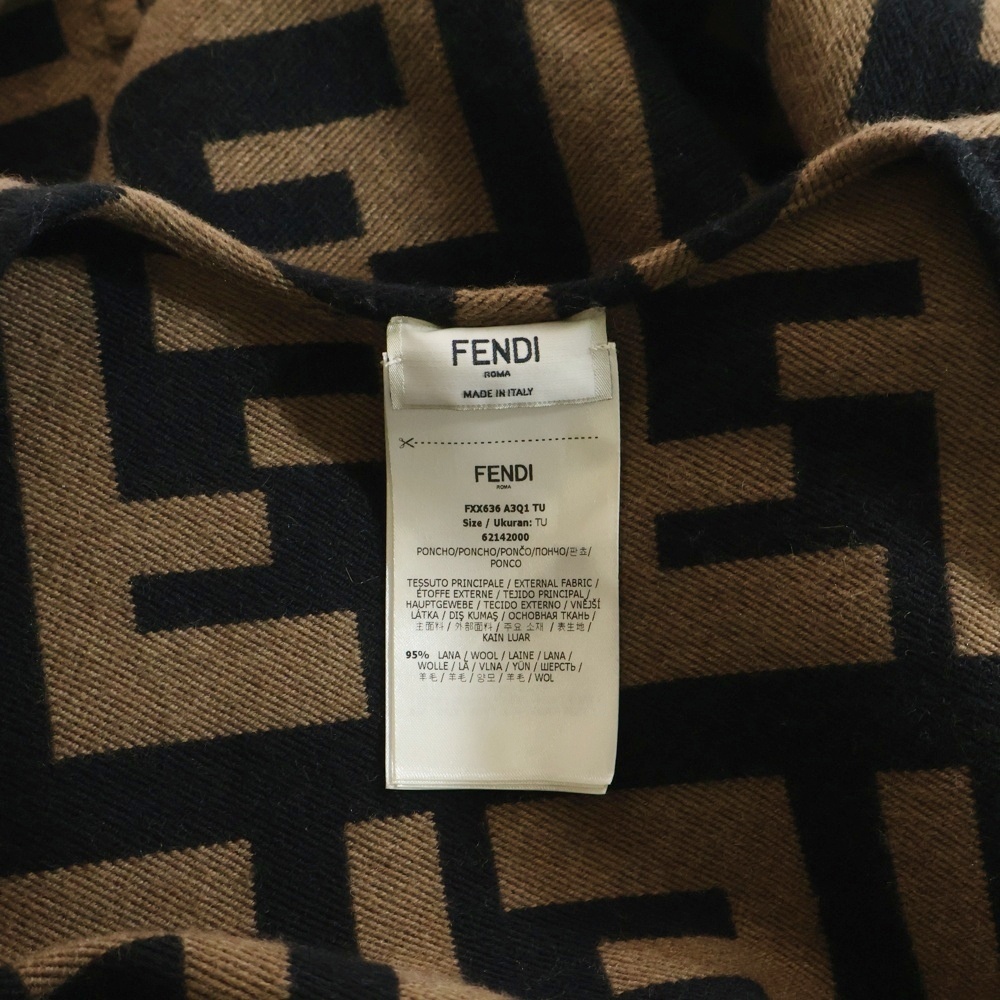 FENDI
ROMA
MADE IN ITALY
FENDI
ROMA
FXX636 A3Q1 TU
Size / Ukuran: TU
62142000
PONCHO/PONCHO/PONČO/ПОНЧО/판쵸/
PONCO
TESSUTO PRINCIPALE / EXTERNAL FABRIC /
ÉTOFFE EXTERNE / TEJIDO PRINCIPAL /
HAUPTGEWEBE / TECIDO EXTERNO / VNĚJŠÍ
LÁTKA / DIŞ KUMAŞ / ОСНОВНАЯ ТКАНЬ /
主面料 / 外部面料 / 주요 소재 / 表生地 /
KAIN LUAR
95% LANA / WOOL / LAINE / LANA /
WOLLE / LÃ / VLNA / YÜN / ШЕРСТЬ /
羊毛 / 羊毛 / 양모 / 羊毛 / WOL